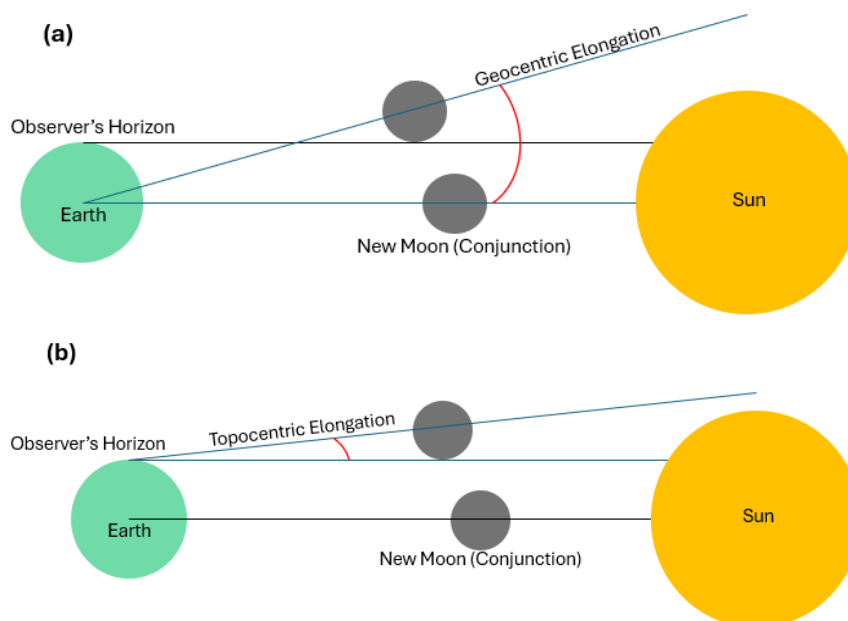 (a)
Geocentric Elongation
Observer's Horizon
Earth
Sun
New Moon (Conjunction)
(b)
Topocentric Elongation
Observer's Horizon
Earth
Sun
New Moon (Conjunction)